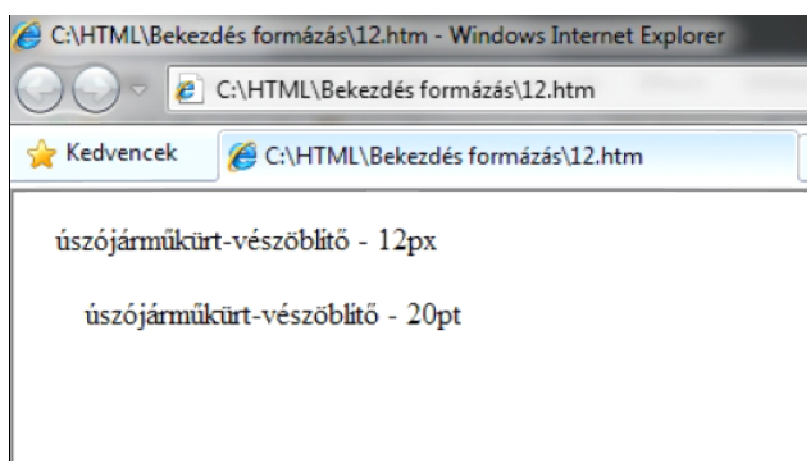 C:\HTML\Bekezdés formázás\12.htm - Windows Internet Explorer
C:\HTML\Bekezdés formázás\12.htm
Kedvencek C:\HTML\Bekezdés formázás\12.htm
úszójárműkürt-vészöblítő - 12px
úszójárműkürt-vészöblítő - 20pt